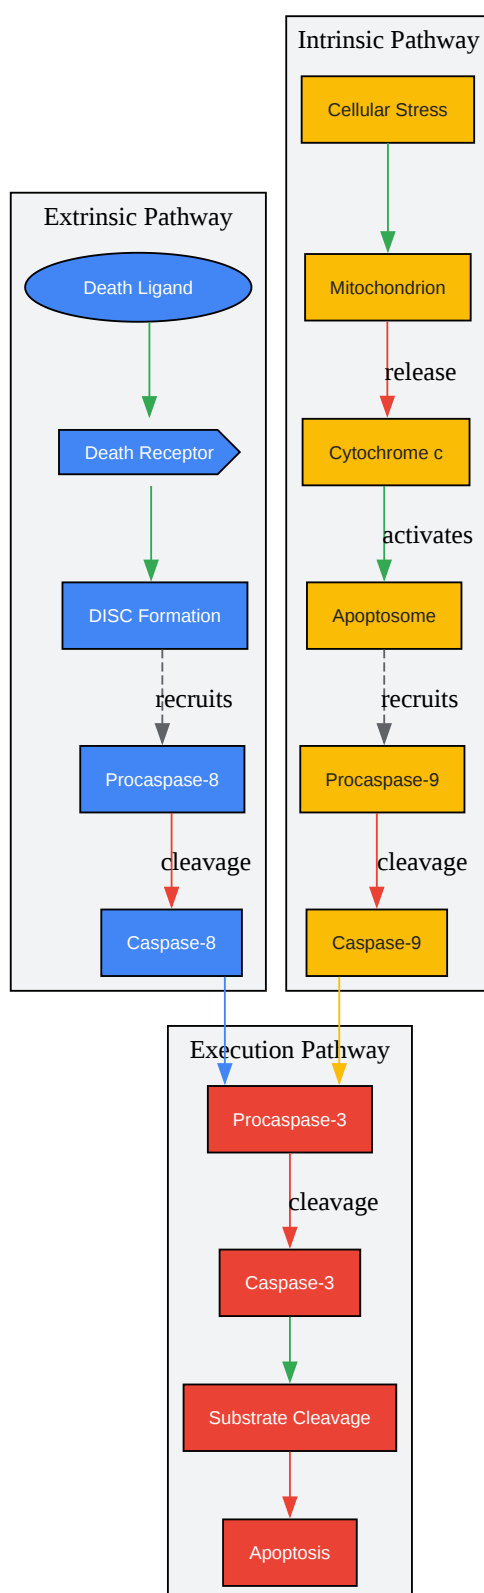 Extrinsic Pathway
Death Ligand
Death Receptor
DISC Formation
recruits
Procaspase-8
cleavage
Caspase-8
Intrinsic Pathway
Cellular Stress
Mitochondrion
release
Cytochrome c
activates
Apoptosome
recruits
Procaspase-9
cleavage
Caspase-9
Execution Pathway
Procaspase-3
cleavage
Caspase-3
Substrate Cleavage
Apoptosis